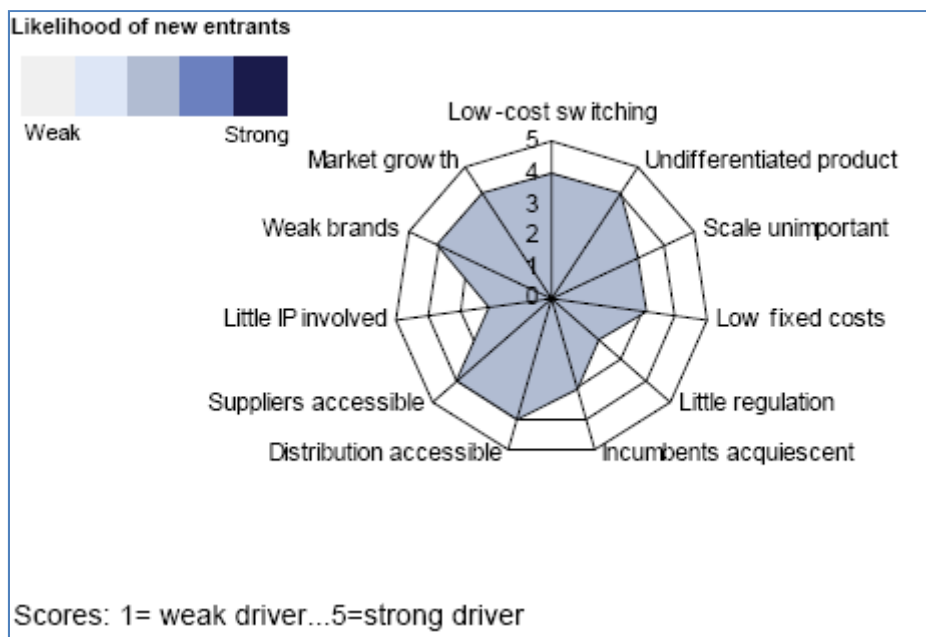 Likelihood of new entrants
Weak
Strong
Low-cost switching
5
4
3
2
1
0
Market growth
Undifferentiated product
Weak brands
Scale unimportant
Little IP involved
Low fixed costs
Suppliers accessible
Little regulation
Distribution accessible
Incumbents acquiescent
Scores: 1= weak driver...5=strong driver